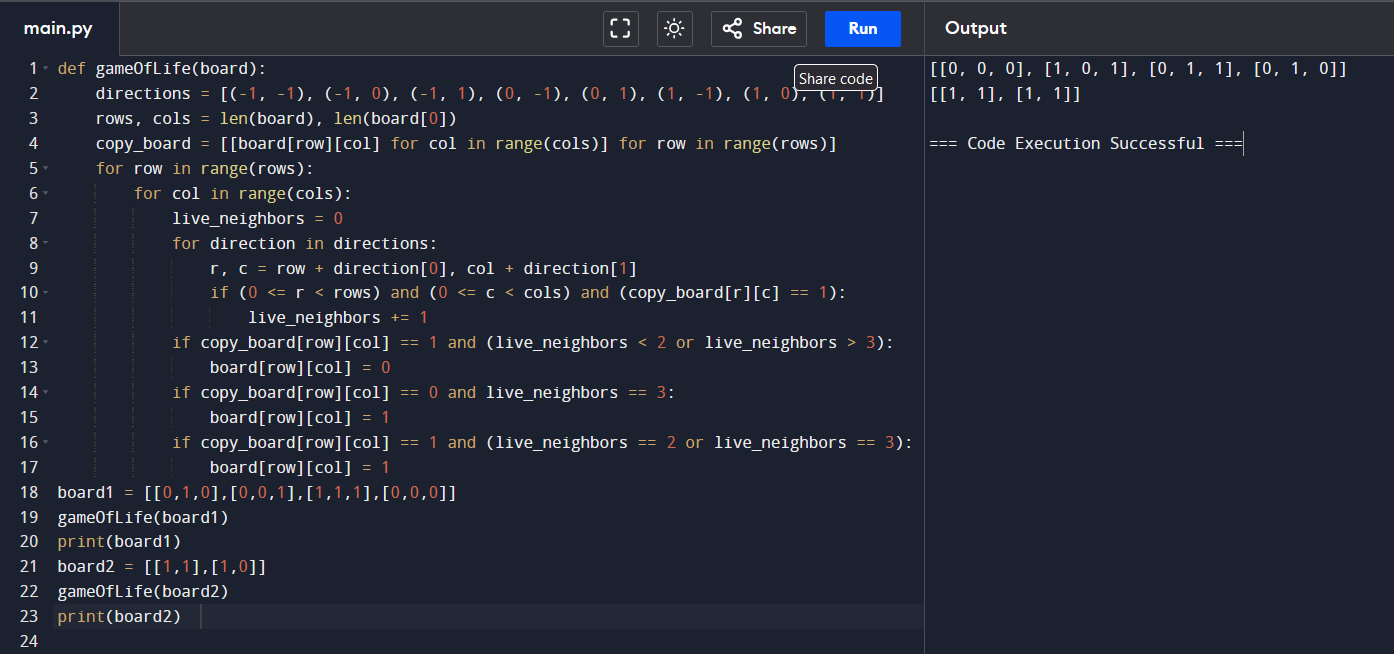 main.py
Share
Run
Output
1 def gameOfLife(board):
Share code
2     directions = [(-1, -1), (-1, 0), (-1, 1), (0, -1), (0, 1), (1, -1), (1, 0), (1, 1)]
3     rows, cols = len(board), len(board[0])
4     copy_board = [[board[row][col] for col in range(cols)] for row in range(rows)]
5     for row in range(rows):
6         for col in range(cols):
7             live_neighbors = 0
8             for direction in directions:
9                 r, c = row + direction[0], col + direction[1]
10                 if (0 <= r < rows) and (0 <= c < cols) and (copy_board[r][c] == 1):
11                     live_neighbors += 1
12             if copy_board[row][col] == 1 and (live_neighbors < 2 or live_neighbors > 3):
13                 board[row][col] = 0
14             if copy_board[row][col] == 0 and live_neighbors == 3:
15                 board[row][col] = 1
16             if copy_board[row][col] == 1 and (live_neighbors == 2 or live_neighbors == 3):
17                 board[row][col] = 1
18 board1 = [[0,1,0],[0,0,1],[1,1,1],[0,0,0]]
19 gameOfLife(board1)
20 print(board1)
21 board2 = [[1,1],[1,0]]
22 gameOfLife(board2)
23 print(board2)
24
[[0, 0, 0], [1, 0, 1], [0, 1, 1], [0, 1, 0]]
[[1, 1], [1, 1]]
=== Code Execution Successful ===